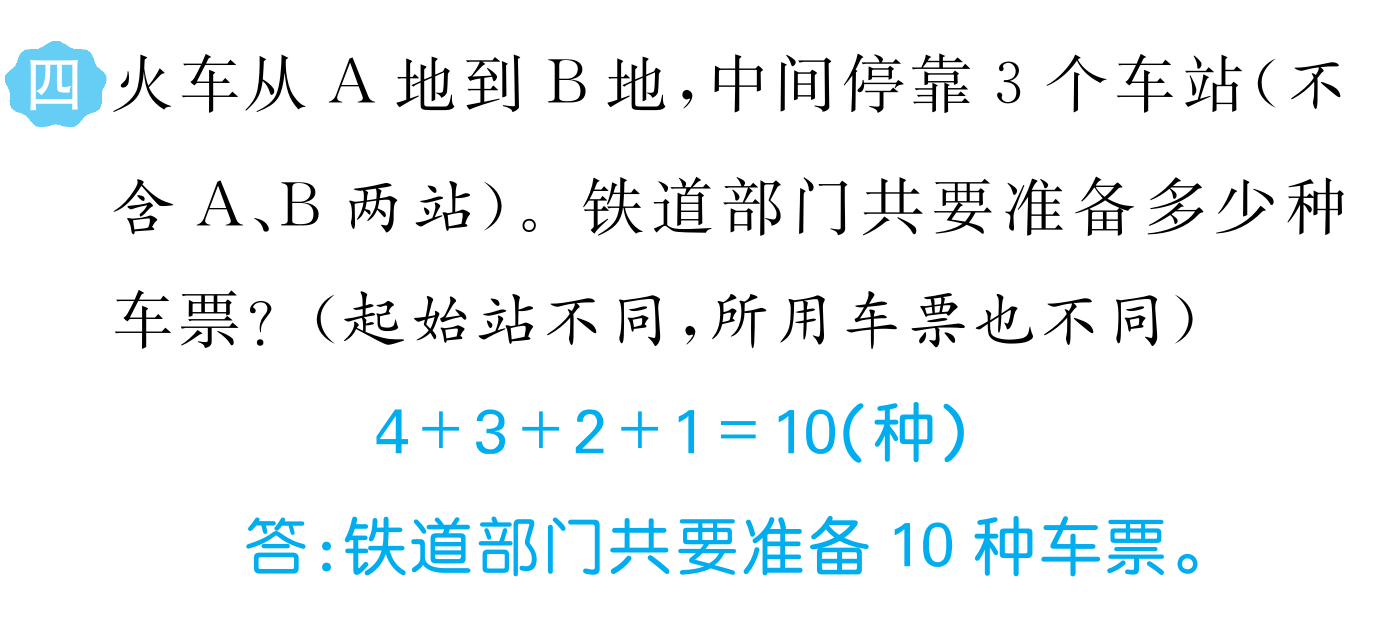 四 火车从 A 地到 B 地,中间停靠 3 个车站(不
含 A、B 两站)。铁道部门共要准备多少种
车票?(起始站不同,所用车票也不同)
4+3+2+1=10(种)
答:铁道部门共要准备 10 种车票。